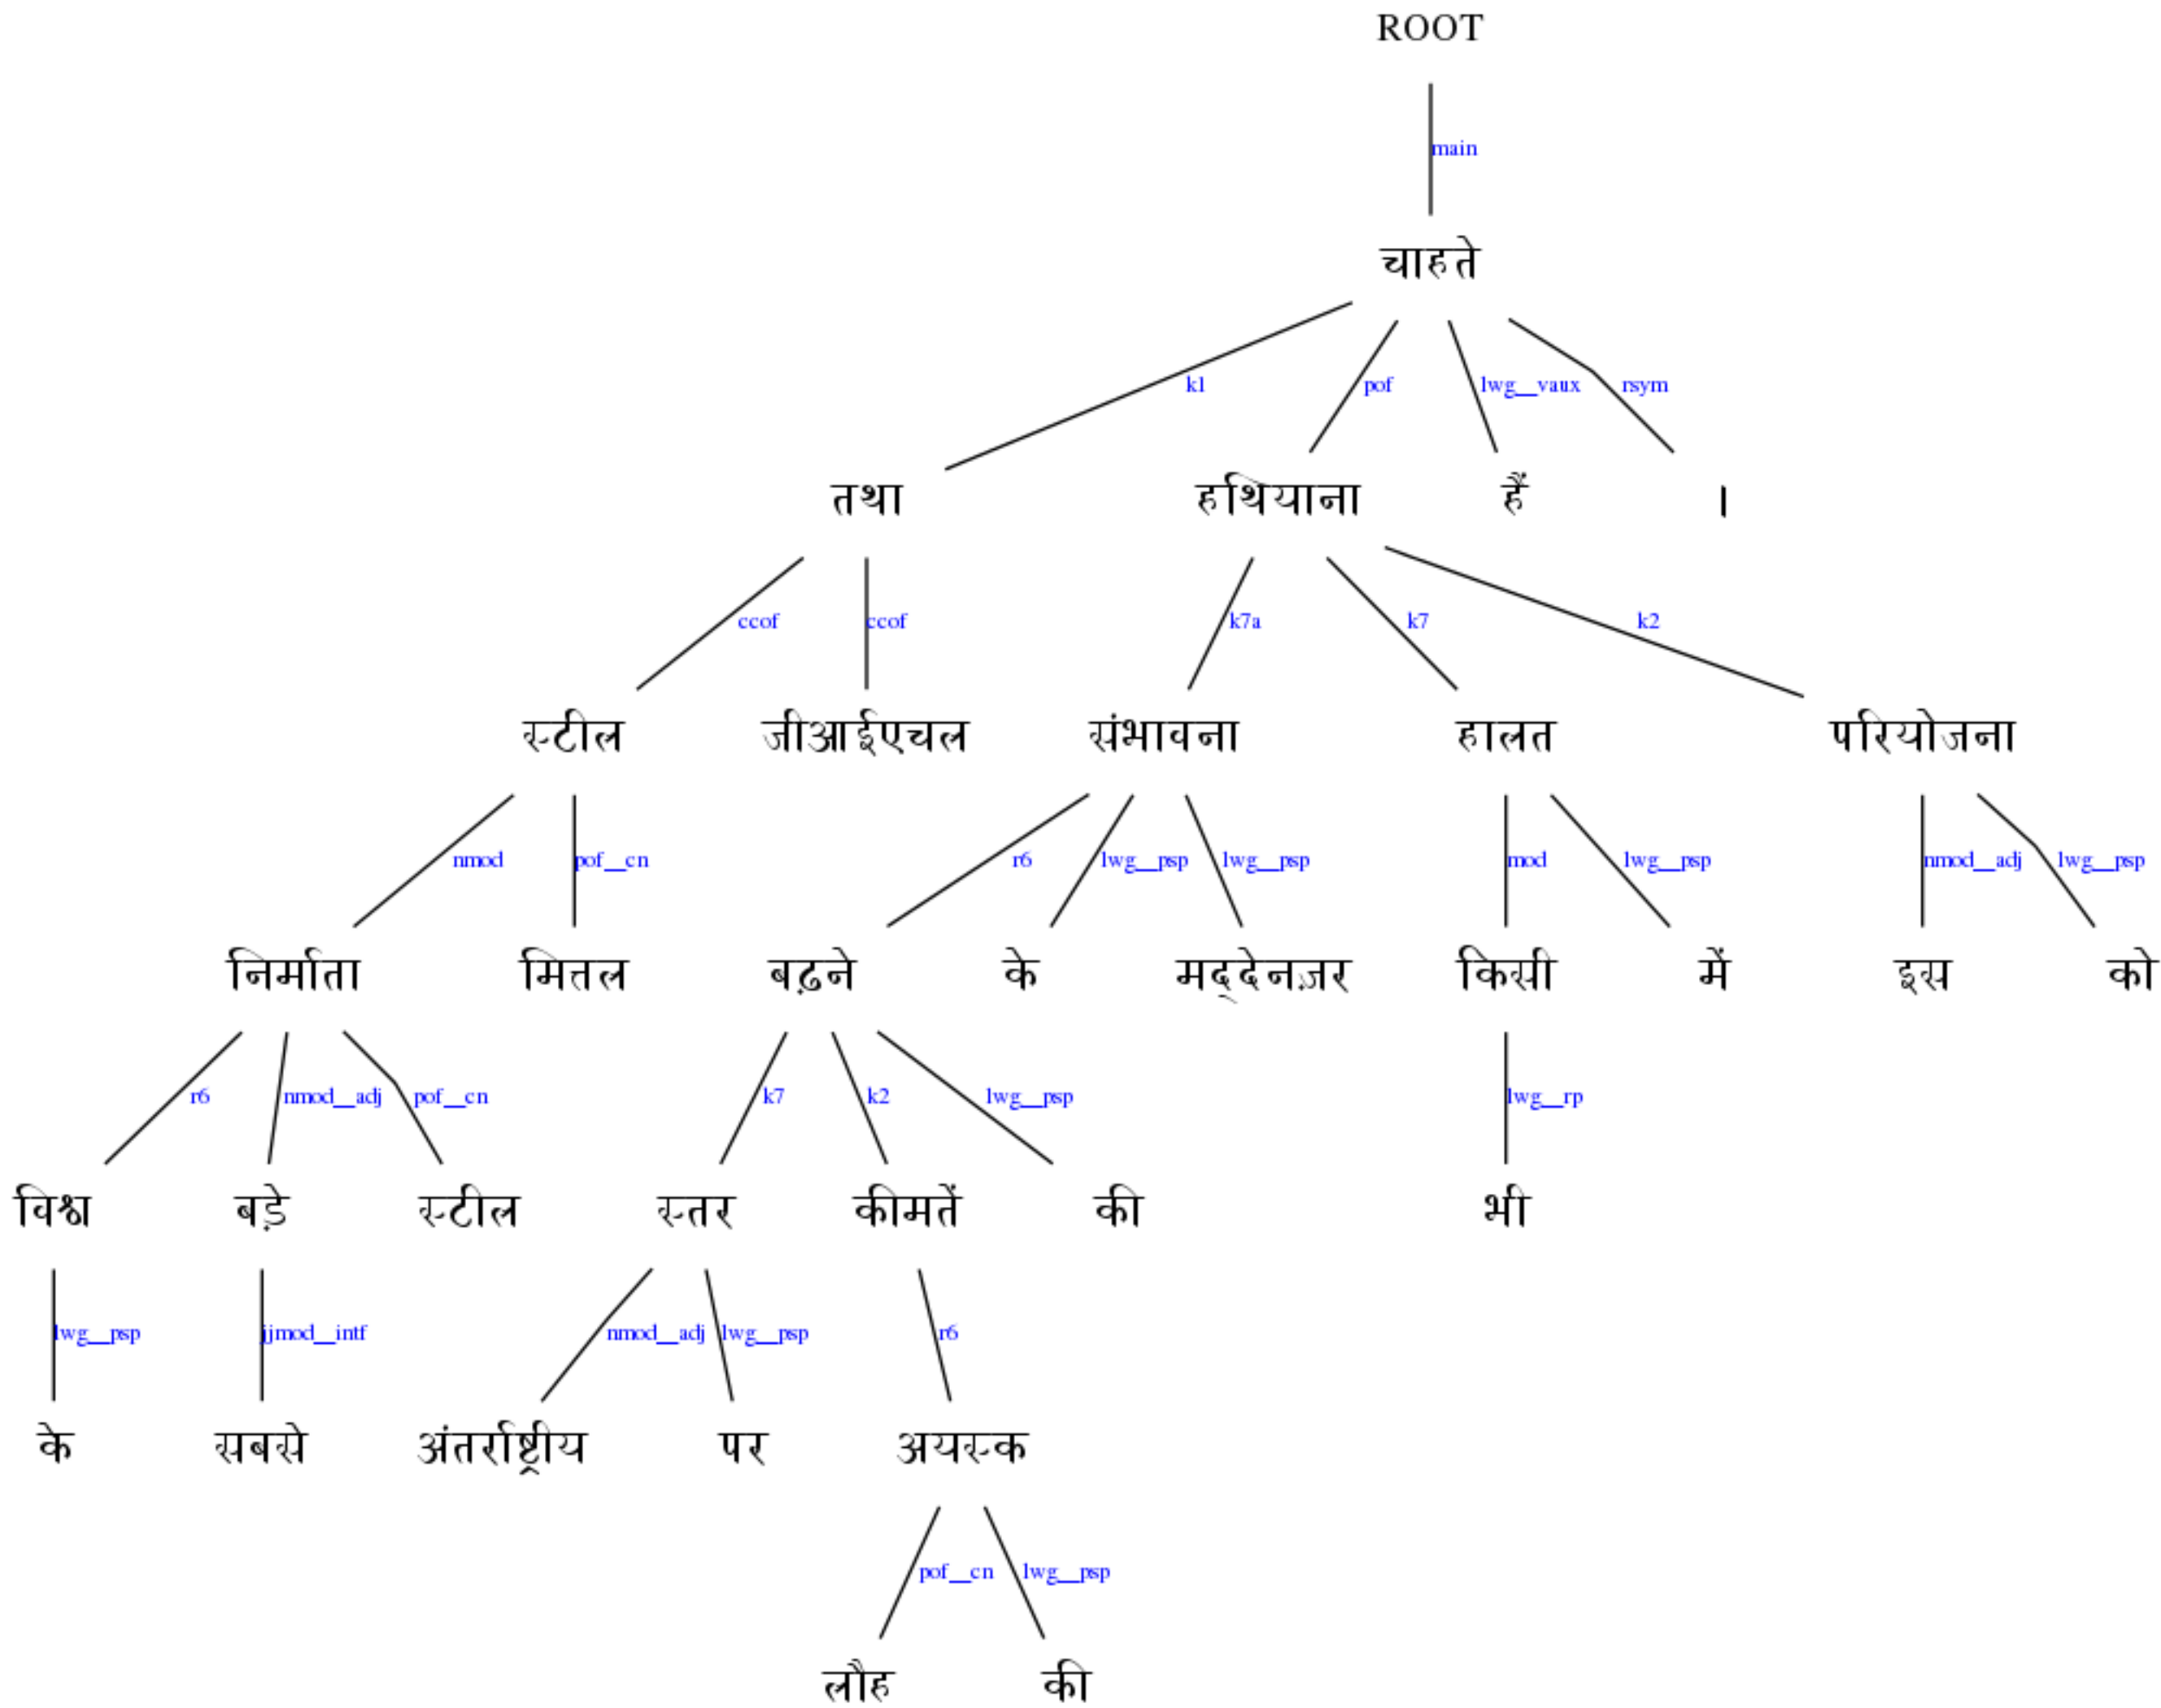 ROOT
main
चाहते
k1 pof lwg__vaux rsym
तथा हथियाना हैं ।
ccof ccof k7a k7 k2
स्टील जीआईएचल संभावना हालत परियोजना
nmod pof__cn r6 lwg__psp lwg__psp mod lwg__psp nmod__adj lwg__psp
निर्माता मित्तल बढ़ने के मद्देनज़र किसी में इस को
r6 nmod__adj pof__cn k7 k2 lwg__psp lwg__rp
विश्व बड़े स्टील स्तर कीमतें की भी
lwg__psp jjmod__intf nmod__adj lwg__psp r6
के सबसे अंतर्राष्ट्रीय पर अयस्क
pof__cn lwg__psp
लौह की